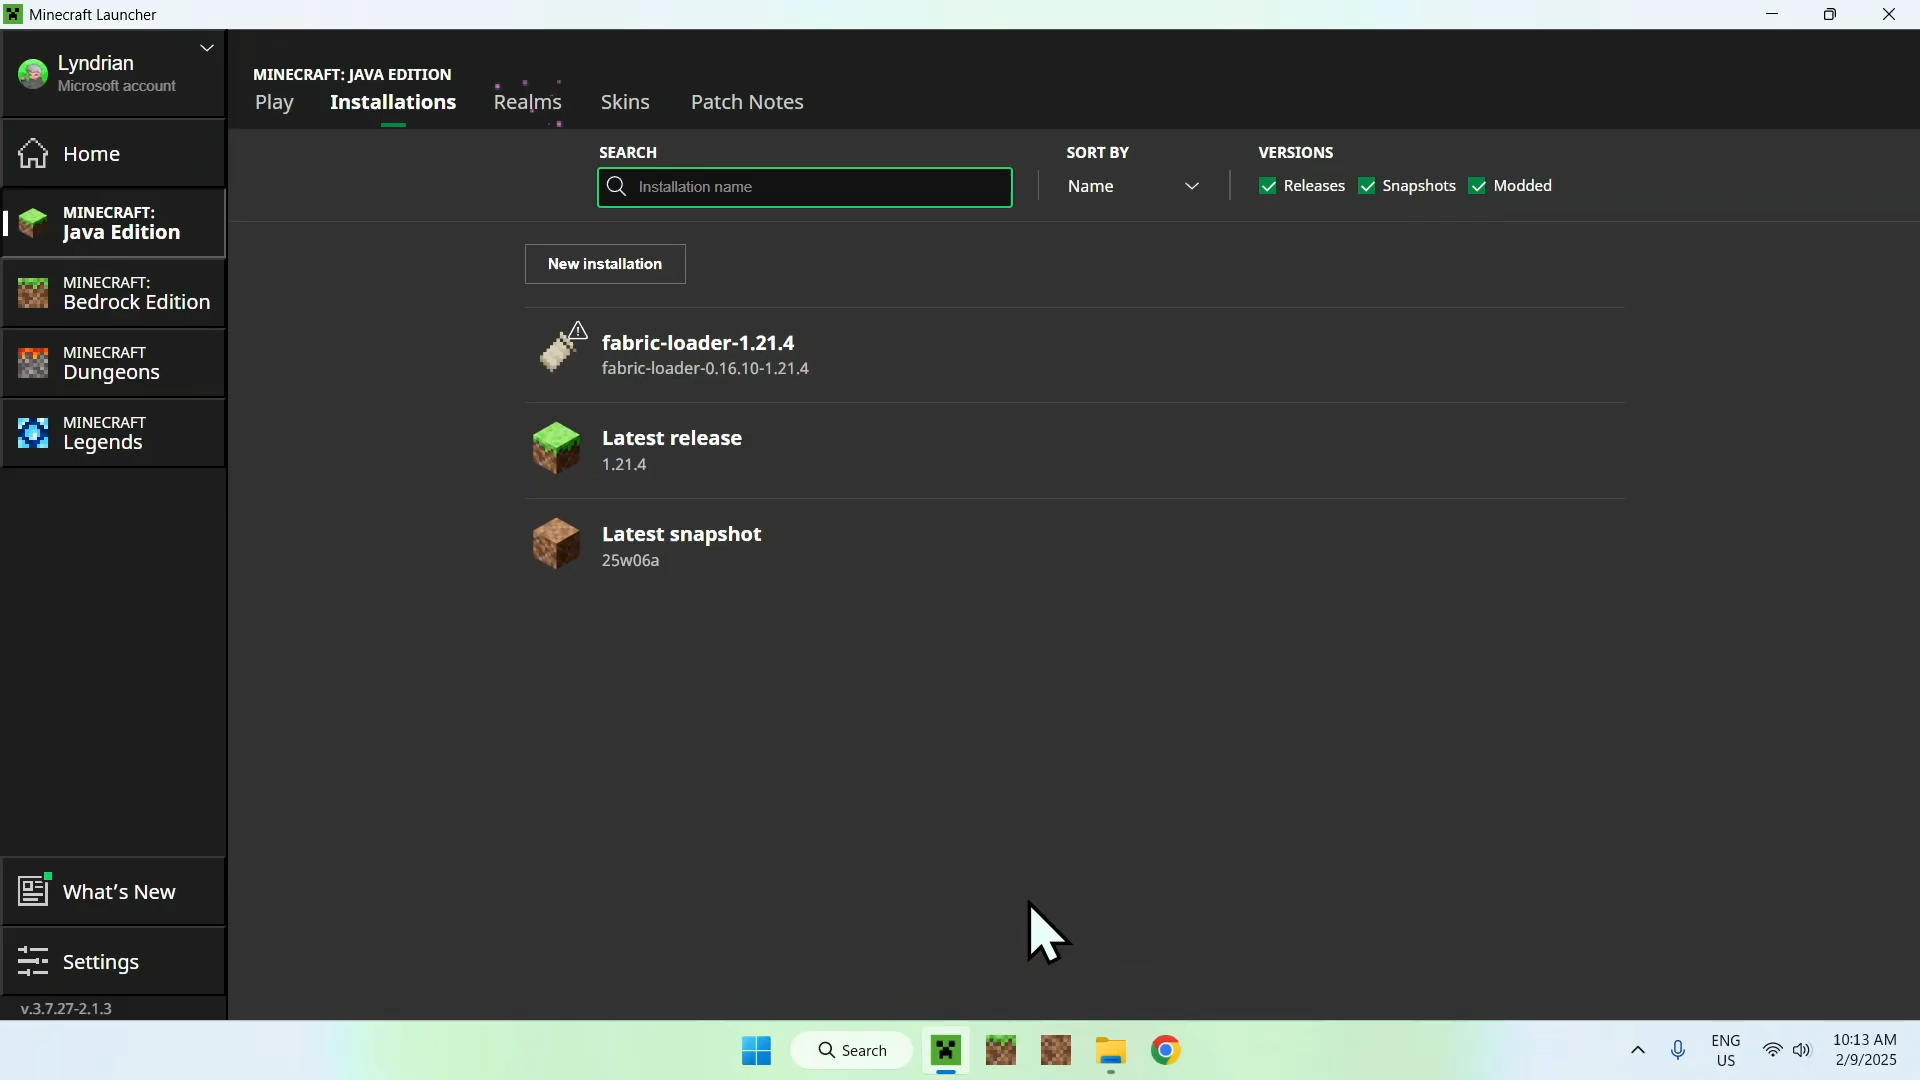 Minecraft Launcher
Lyndrian
Microsoft account
Home
MINECRAFT:
Java Edition
MINECRAFT:
Bedrock Edition
MINECRAFT
Dungeons
MINECRAFT
Legends
What's New
Settings
v.3.7.27-2.1.3
MINECRAFT: JAVA EDITION
Play Installations Realms Skins Patch Notes
SEARCH
Installation name
SORT BY
Name
VERSIONS
Releases Snapshots Modded
New installation
fabric-loader-1.21.4
fabric-loader-0.16.10-1.21.4
Latest release
1.21.4
Latest snapshot
25w06a
Search
ENG
US
10:13 AM
2/9/2025